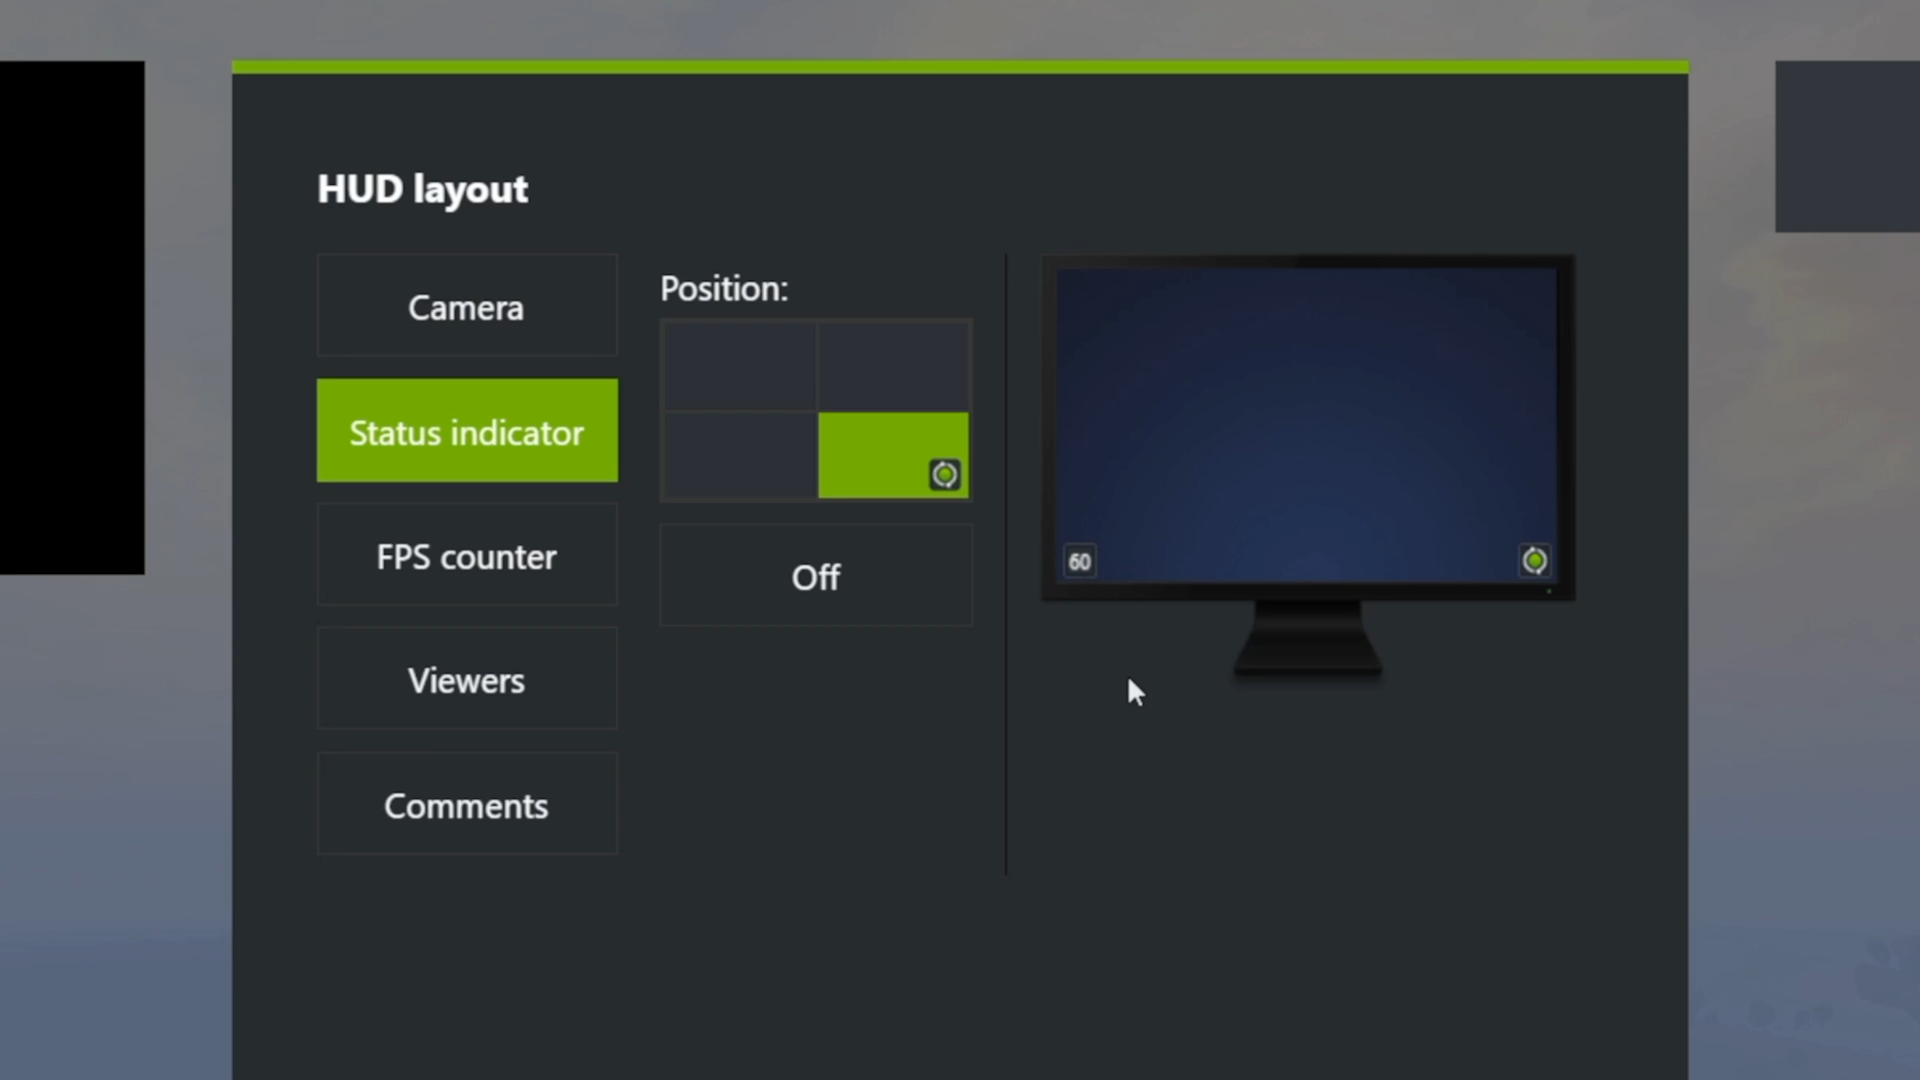 HUD layout
Camera
Status indicator
FPS counter
Viewers
Comments
Position:
Off
60